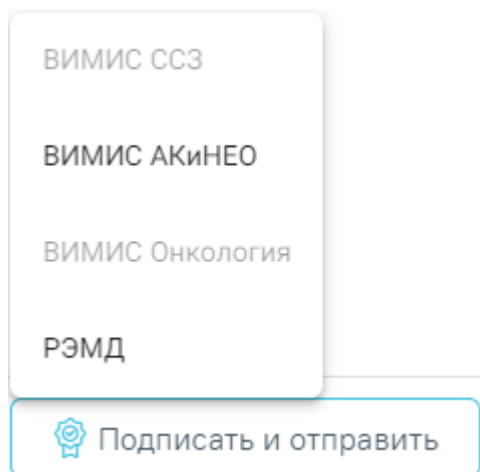 ВИМИС ССЗ
ВИМИС АКиНЕО
ВИМИС Онкология
РЭМД
Подписать и отправить